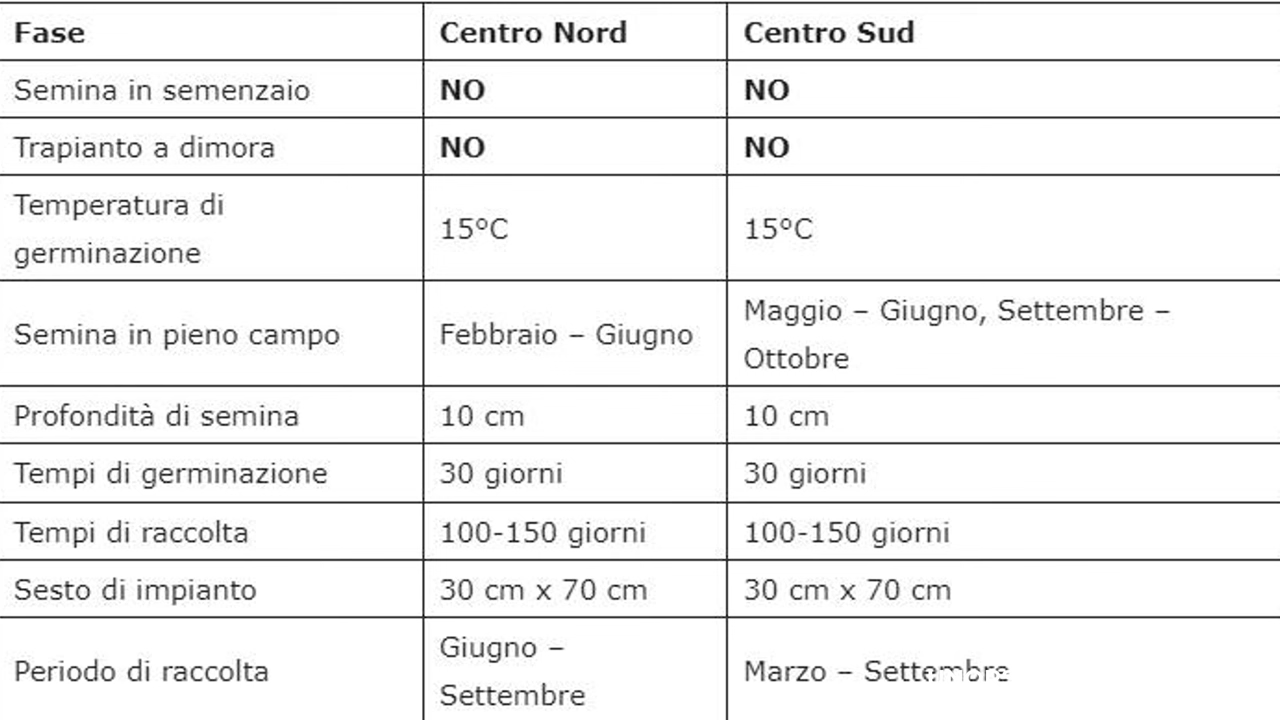 Fase Centro Nord Centro Sud
Semina in semenzaio NO NO
Trapianto a dimora NO NO
Temperatura di
germinazione 15°C 15°C
Semina in pieno campo Febbraio – Giugno Maggio – Giugno, Settembre –
Ottobre
Profondità di semina 10 cm 10 cm
Tempi di germinazione 30 giorni 30 giorni
Tempi di raccolta 100-150 giorni 100-150 giorni
Sesto di impianto 30 cm x 70 cm 30 cm x 70 cm
Periodo di raccolta Giugno –
Settembre Marzo – Settembre